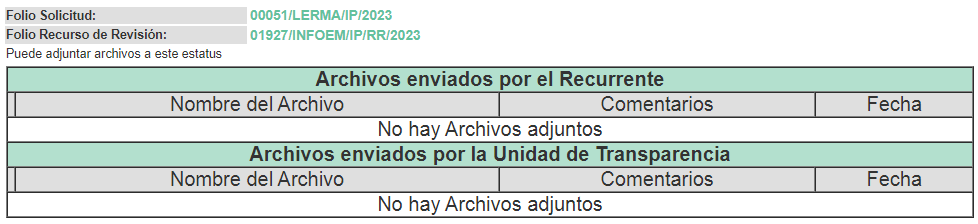 Folio Solicitud: 00051/LERMA/IP/2023
Folio Recurso de Revisión: 01927/INFOEM/IP/RR/2023
Puede adjuntar archivos a este estatus
Archivos enviados por el Recurrente
Nombre del Archivo Comentarios Fecha
No hay Archivos adjuntos
Archivos enviados por la Unidad de Transparencia
Nombre del Archivo Comentarios Fecha
No hay Archivos adjuntos